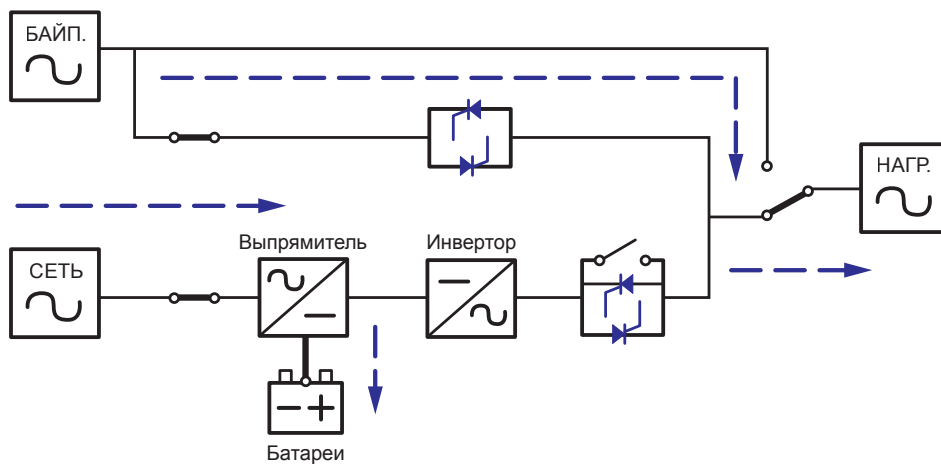 БАЙП.
НАГР.
СЕТЬ
Выпрямитель
Инвертор
Батареи